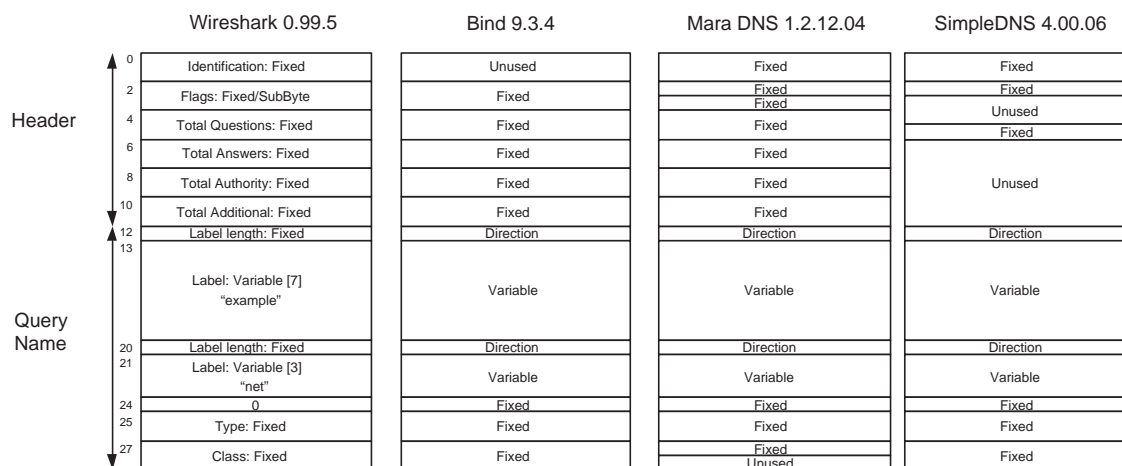 Wireshark 0.99.5 Bind 9.3.4 Mara DNS 1.2.12.04 SimpleDNS 4.00.06
0 Identification: Fixed Unused Fixed Fixed
2 Flags: Fixed/SubByte Fixed Fixed Fixed
Fixed
Header
4 Total Questions: Fixed Fixed Fixed Unused
Fixed
6 Total Answers: Fixed Fixed Fixed
8 Total Authority: Fixed Fixed Fixed Unused
10 Total Additional: Fixed Fixed Fixed
12 Label length: Fixed Direction Direction Direction
13
Label: Variable [7] Variable Variable Variable
“example”
Query
Name
20 Label length: Fixed Direction Direction Direction
21 Label: Variable [3] Variable Variable Variable
“net”
24 0 Fixed Fixed Fixed
25 Type: Fixed Fixed Fixed Fixed
27 Class: Fixed Fixed Fixed Fixed
Unused